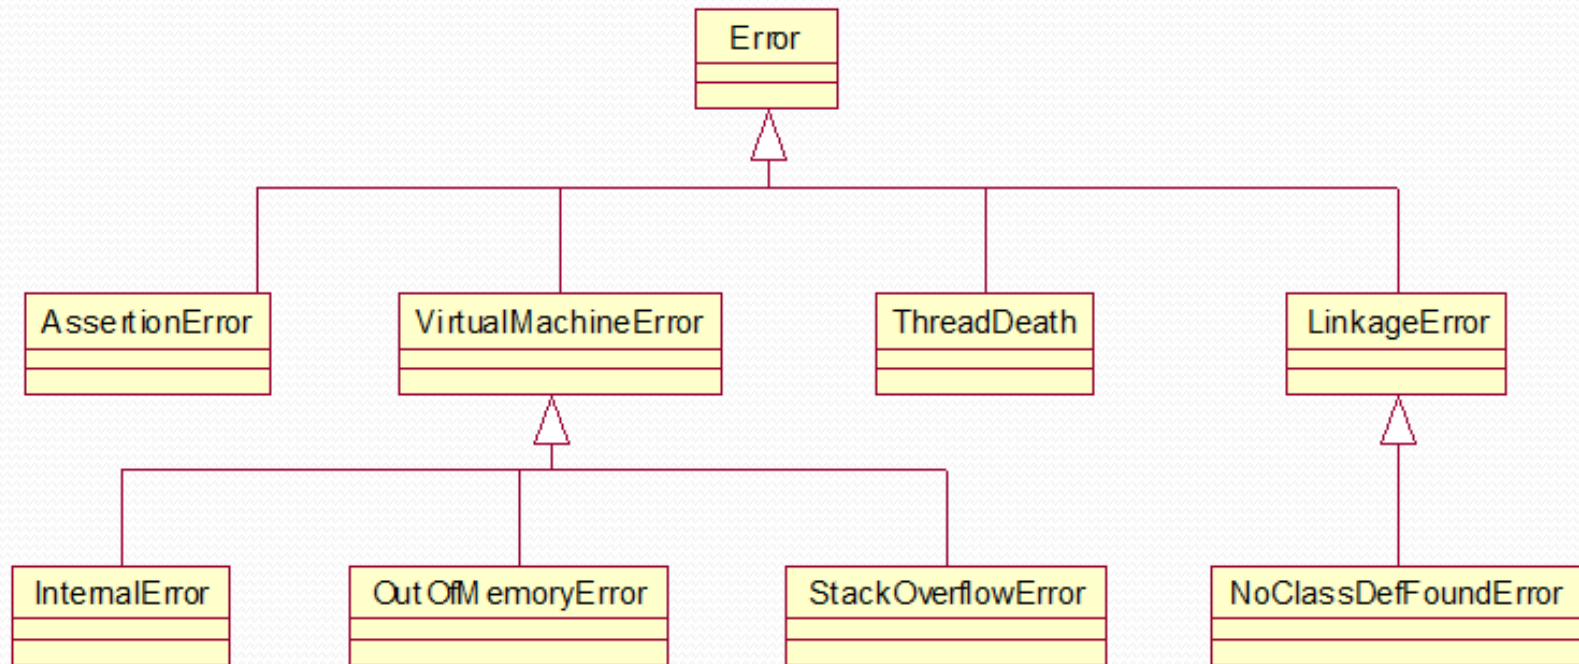 Error
AssertionError
VirtualMachineError
ThreadDeath
LinkageError
InternalError
OutOfMemoryError
StackOverflowError
NoClassDefFoundError